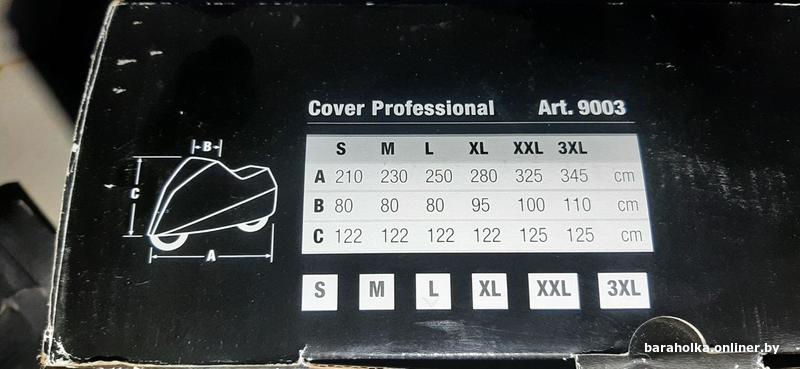 Cover Professional Art. 9003
S M L XL XXL 3XL
A 210 230 250 280 325 345 cm
B 80 80 80 95 100 110 cm
C 122 122 122 122 125 125 cm
B
C
A
S M L XL XXL 3XL
baraholka.onliner.by